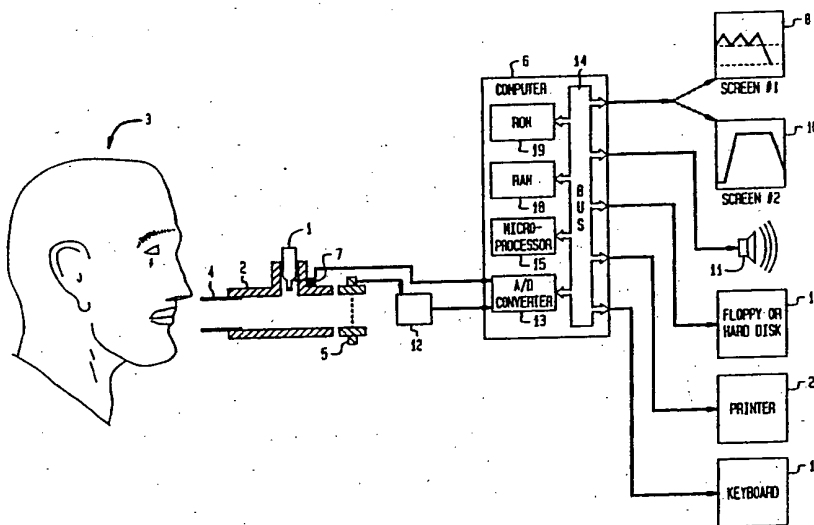 3
4
2
1
7
5
12
6
COMPUTER
14
ROM
19
RAM
18
MICRO-
PROCESSOR
15
A/D
CONVERTER
13
BUS
8
SCREEN #1
SCREEN #2
11
FLOPPY OR
HARD DISK
PRINTER
KEYBOARD